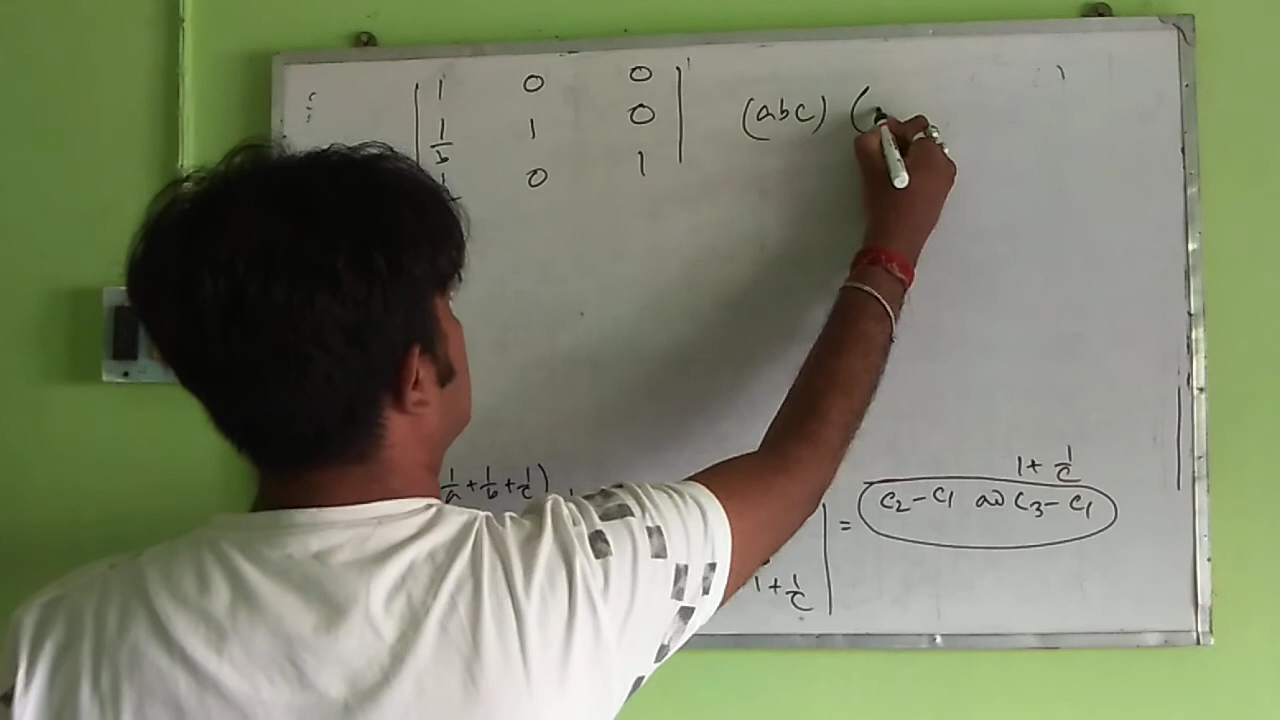 1 0 0
1/b 1 0
0 1
(abc) (
1/a + 1/b + 1/c)
1 + 1/c
= C2 - C1 and C3 - C1
1 + 1/c